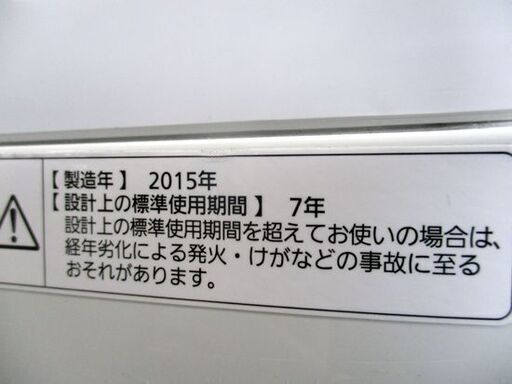 【製造年】 2015年
【設計上の標準使用期間】 7年
設計上の標準使用期間を超えてお使いの場合は、
経年劣化による発火・けがなどの事故に至る
おそれがあります。